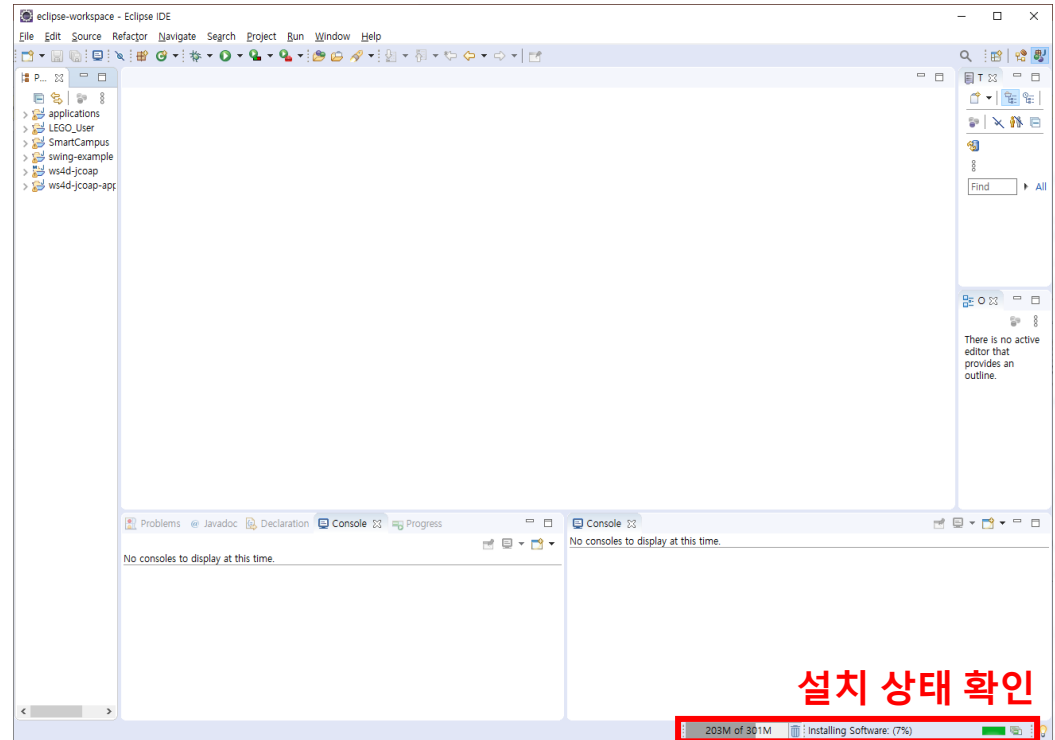 eclipse-workspace - Eclipse IDE
File Edit Source Refactor Navigate Search Project Run Window Help
P...
T
applications
LEGO_User
SmartCampus
swing-example
ws4d-jcoap
ws4d-jcoap-app
Find
All
O
There is no active
editor that
provides an
outline.
Problems @ Javadoc Declaration Console Progress
Console
No consoles to display at this time.
No consoles to display at this time.
설치 상태 확인
203M of 301M
Installing Software: (7%)